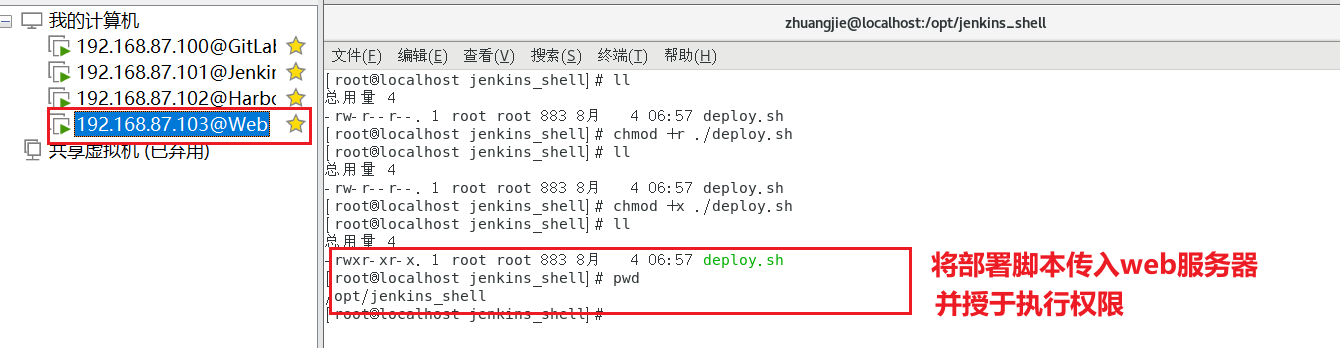 我的计算机
192.168.87.100@GitLab
192.168.87.101@Jenkin
192.168.87.102@Harbo
192.168.87.103@Web
共享虚拟机 (已弃用)
zhuangjie@localhost:/opt/jenkins_shell
文件(F) 编辑(E) 查看(V) 搜索(S) 终端(T) 帮助(H)
[root@localhost jenkins_shell]# ll
总用量 4
-rw-r--r--. 1 root root 883 8月 4 06:57 deploy.sh
[root@localhost jenkins_shell]# chmod +r ./deploy.sh
[root@localhost jenkins_shell]# ll
总用量 4
-rw-r--r--. 1 root root 883 8月 4 06:57 deploy.sh
[root@localhost jenkins_shell]# chmod +x ./deploy.sh
[root@localhost jenkins_shell]# ll
总用量 4
-rwxr-xr-x. 1 root root 883 8月 4 06:57 deploy.sh
[root@localhost jenkins_shell]# pwd
/opt/jenkins_shell
[root@localhost jenkins_shell]#
将部署脚本传入web服务器
并授于执行权限